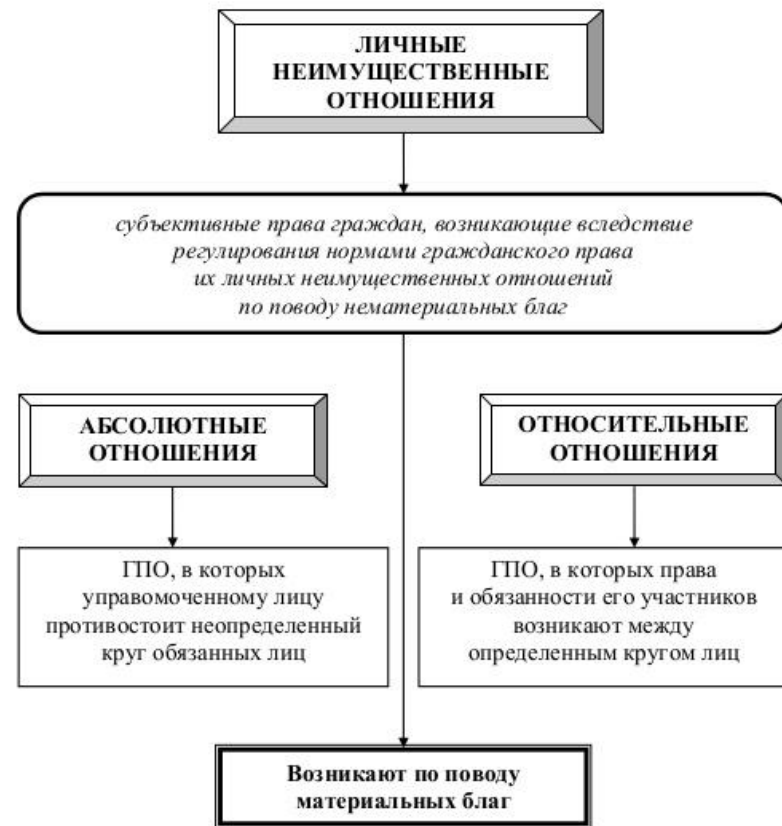 ЛИЧНЫЕ
НЕИМУЩЕСТВЕННЫЕ
ОТНОШЕНИЯ
субъективные права граждан, возникающие вследствие
регулирования нормами гражданского права
их личных неимущественных отношений
по поводу нематериальных благ
АБСОЛЮТНЫЕ
ОТНОШЕНИЯ
ОТНОСИТЕЛЬНЫЕ
ОТНОШЕНИЯ
ГПО, в которых
управомоченному лицу
противостоит неопределенный
круг обязанных лиц
ГПО, в которых права
и обязанности его участников
возникают между
определенным кругом лиц
Возникают по поводу
материальных благ